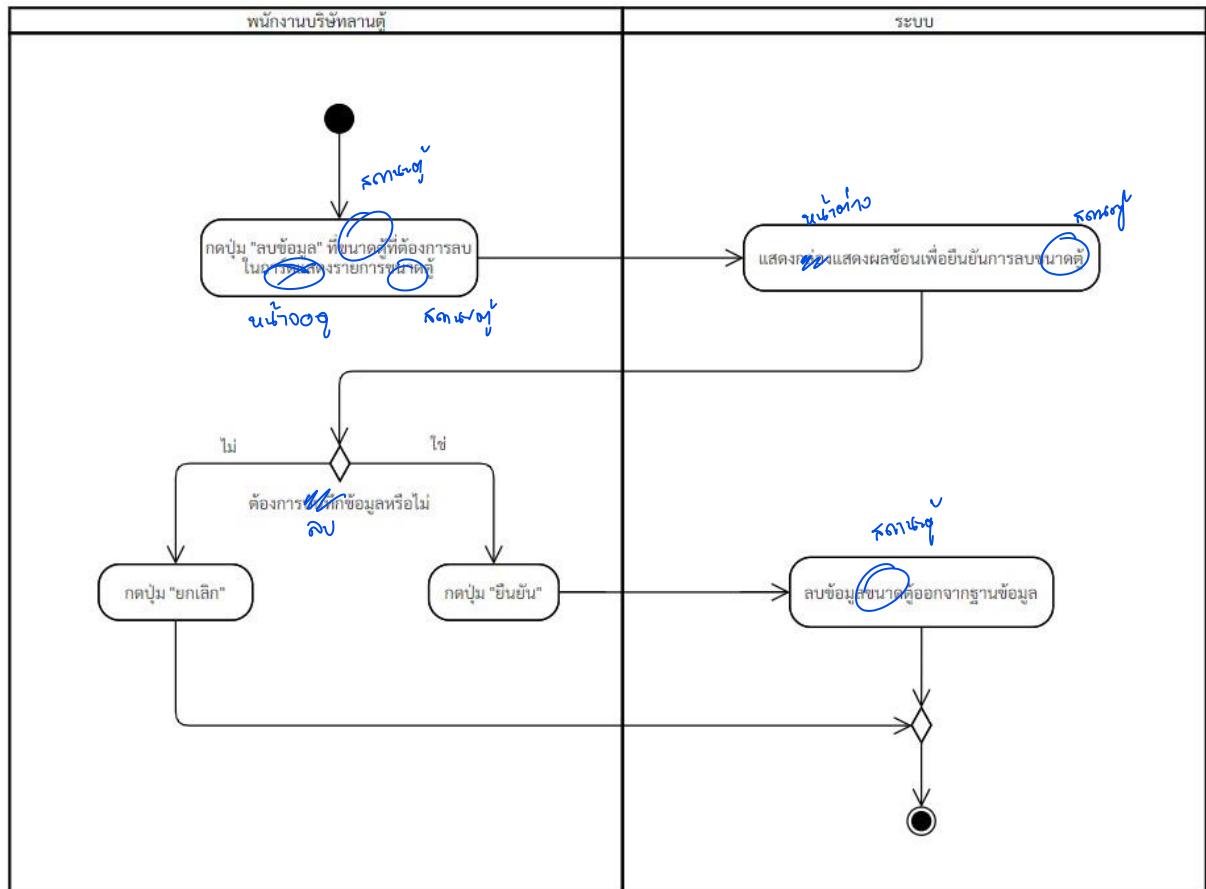 พนักงานบริษัทลานตู้
ระบบ
สถานะตู้
กดปุ่ม "ลบข้อมูล" ที่ขนาดตู้ที่ต้องการลบ
ในการ์ดแสดงรายการขนาดตู้
หน้าจอดู
สถานะตู้
หน้าต่าง
สถานะตู้
แสดงกล่องแสดงผลซ้อนเพื่อยืนยันการลบขนาดตู้
ไม่
ใช่
ต้องการบันทึกข้อมูลหรือไม่
ลบ
สถานะตู้
กดปุ่ม "ยกเลิก"
กดปุ่ม "ยืนยัน"
ลบข้อมูลขนาดตู้ออกจากฐานข้อมูล